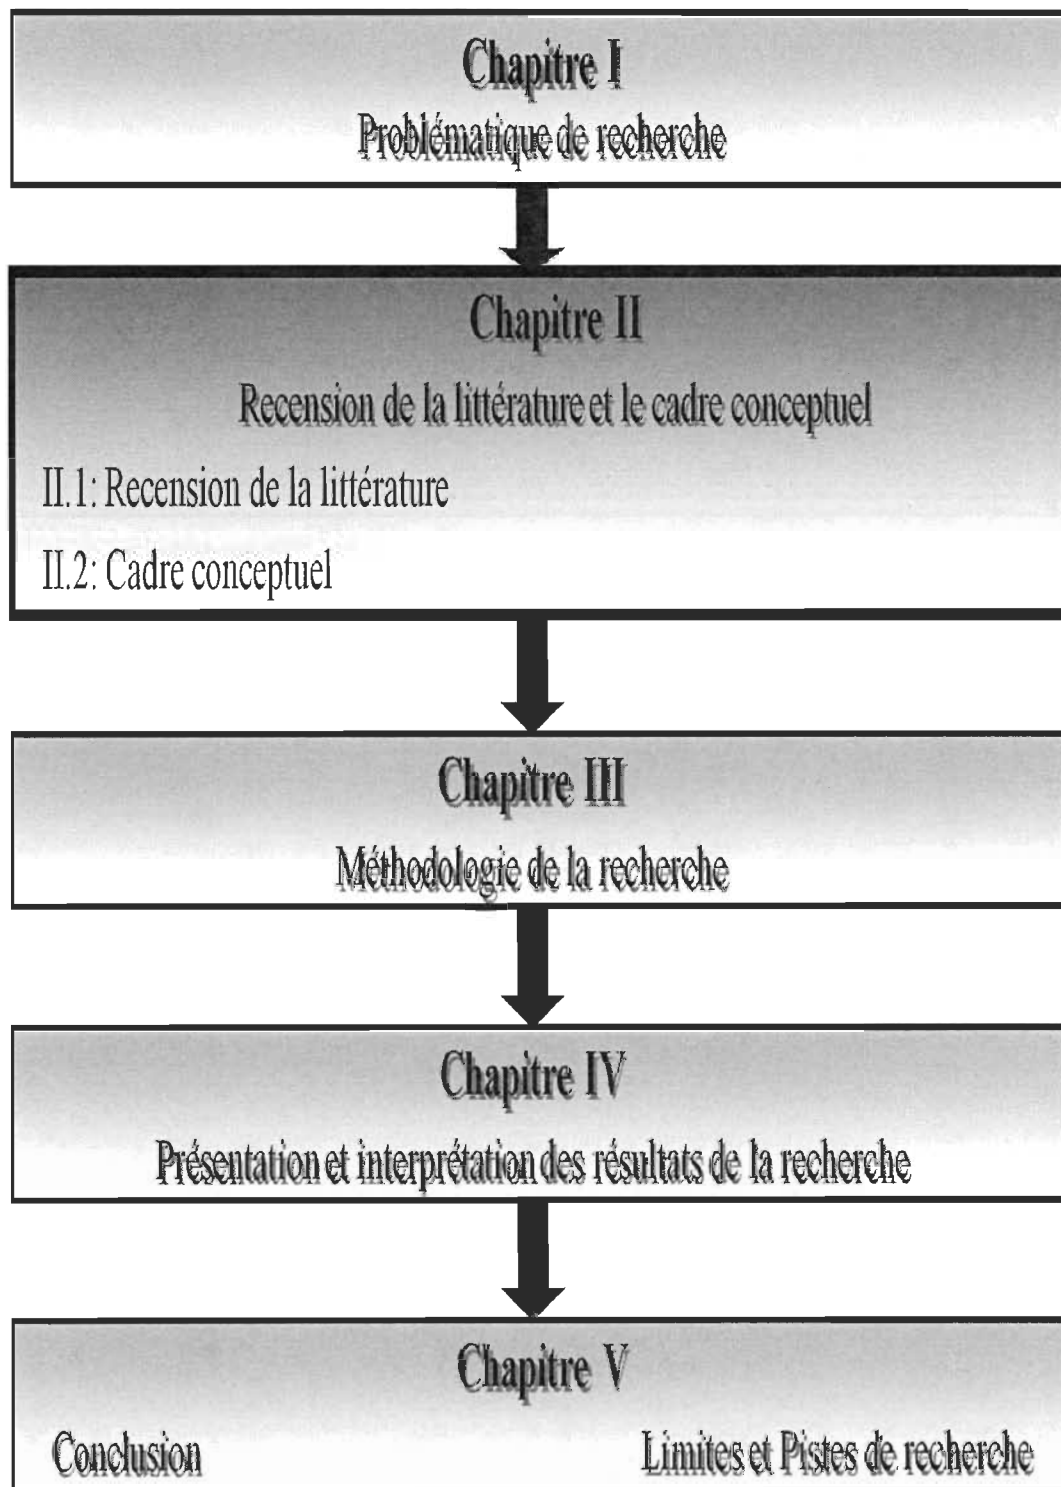 Chapitre I
Problématique de recherche
Chapitre II
Recension de la littérature et le cadre conceptuel
II.1: Recension de la littérature
II.2: Cadre conceptuel
Chapitre III
Méthodologie de la recherche
Chapitre IV
Présentation et interprétation des résultats de la recherche
Chapitre V
Conclusion Limites et Pistes de recherche